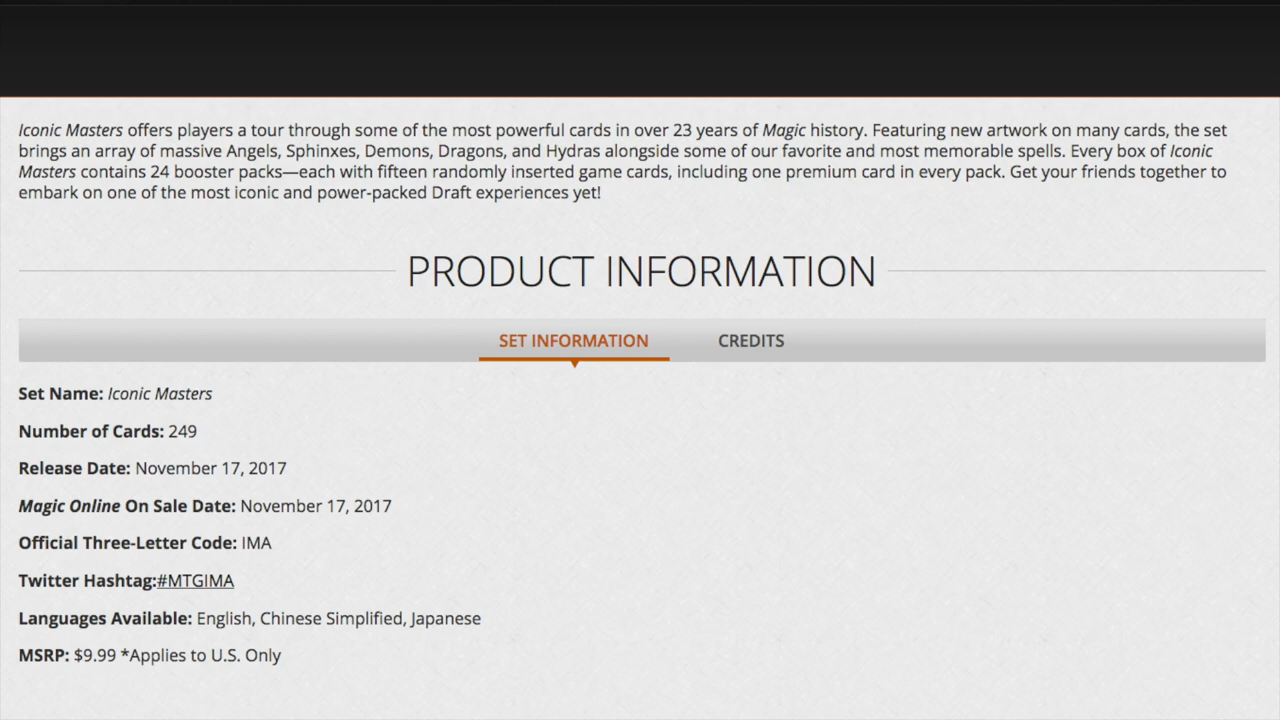 Iconic Masters offers players a tour through some of the most powerful cards in over 23 years of Magic history. Featuring new artwork on many cards, the set
brings an array of massive Angels, Sphinxes, Demons, Dragons, and Hydras alongside some of our favorite and most memorable spells. Every box of Iconic
Masters contains 24 booster packs—each with fifteen randomly inserted game cards, including one premium card in every pack. Get your friends together to
embark on one of the most iconic and power-packed Draft experiences yet!
PRODUCT INFORMATION
SET INFORMATION CREDITS
Set Name: Iconic Masters
Number of Cards: 249
Release Date: November 17, 2017
Magic Online On Sale Date: November 17, 2017
Official Three-Letter Code: IMA
Twitter Hashtag:#MTGIMA
Languages Available: English, Chinese Simplified, Japanese
MSRP: $9.99 *Applies to U.S. Only